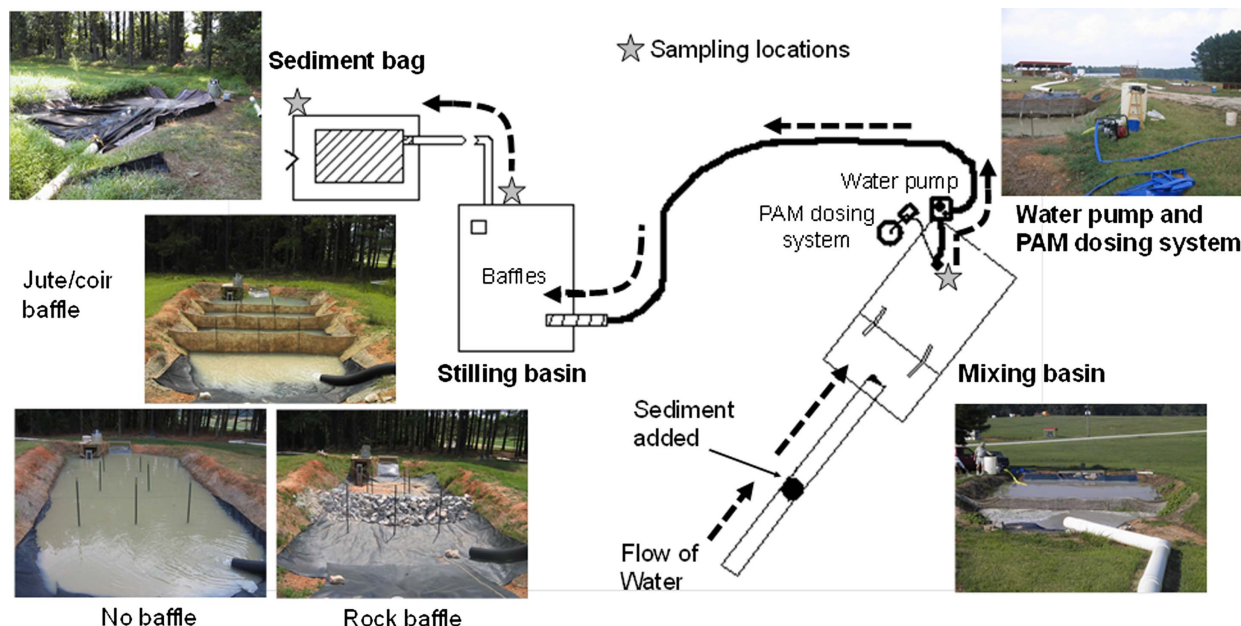 Sampling locations
Sediment bag
Water pump
PAM dosing
system
Water pump and
PAM dosing system
Jute/coir
baffle
Baffles
Stilling basin
Mixing basin
Sediment
added
Flow of
Water
No baffle
Rock baffle